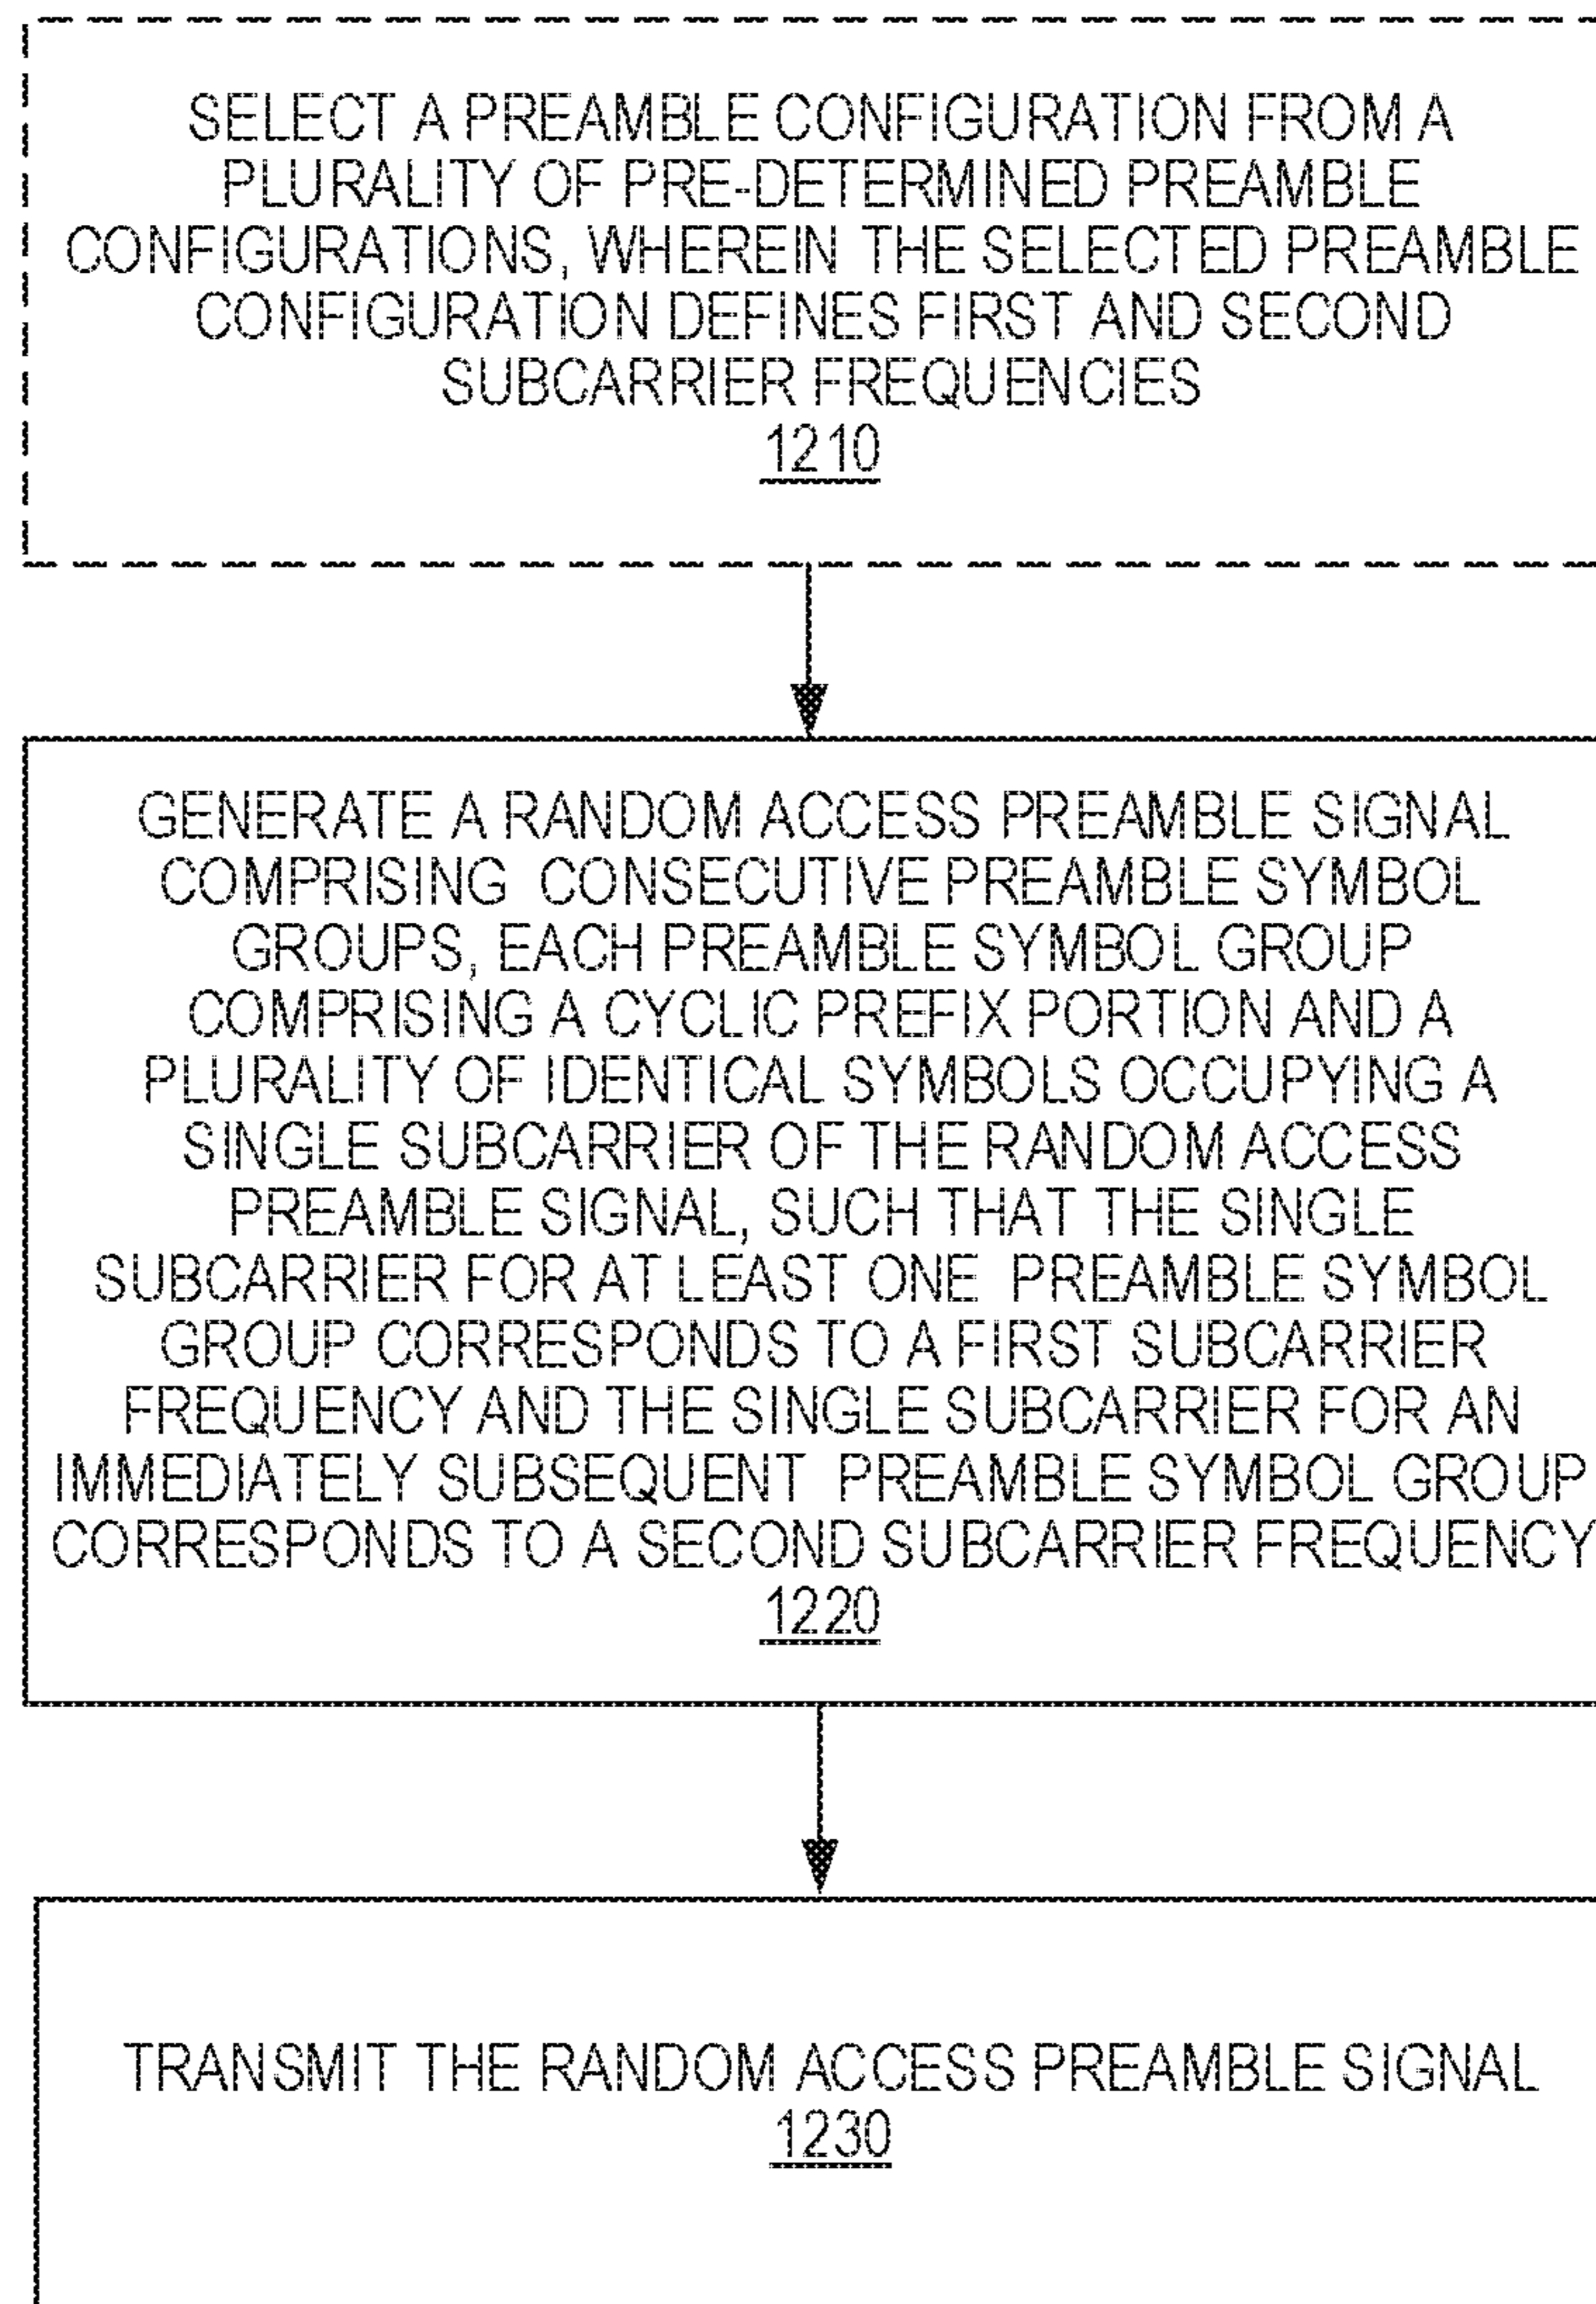 SELECT A PREAMBLE CONFIGURATION FROM A
PLURALITY OF PRE-DETERMINED PREAMBLE
CONFIGURATIONS, WHEREIN THE SELECTED PREAMBLE
CONFIGURATION DEFINES FIRST AND SECOND
SUBCARRIER FREQUENCIES
1210
GENERATE A RANDOM ACCESS PREAMBLE SIGNAL
COMPRISING CONSECUTIVE PREAMBLE SYMBOL
GROUPS, EACH PREAMBLE SYMBOL GROUP
COMPRISING A CYCLIC PREFIX PORTION AND A
PLURALITY OF IDENTICAL SYMBOLS OCCUPYING A
SINGLE SUBCARRIER OF THE RANDOM ACCESS
PREAMBLE SIGNAL, SUCH THAT THE SINGLE
SUBCARRIER FOR AT LEAST ONE PREAMBLE SYMBOL
GROUP CORRESPONDS TO A FIRST SUBCARRIER
FREQUENCY AND THE SINGLE SUBCARRIER FOR AN
IMMEDIATELY SUBSEQUENT PREAMBLE SYMBOL GROUP
CORRESPONDS TO A SECOND SUBCARRIER FREQUENCY
1220
TRANSMIT THE RANDOM ACCESS PREAMBLE SIGNAL
1230